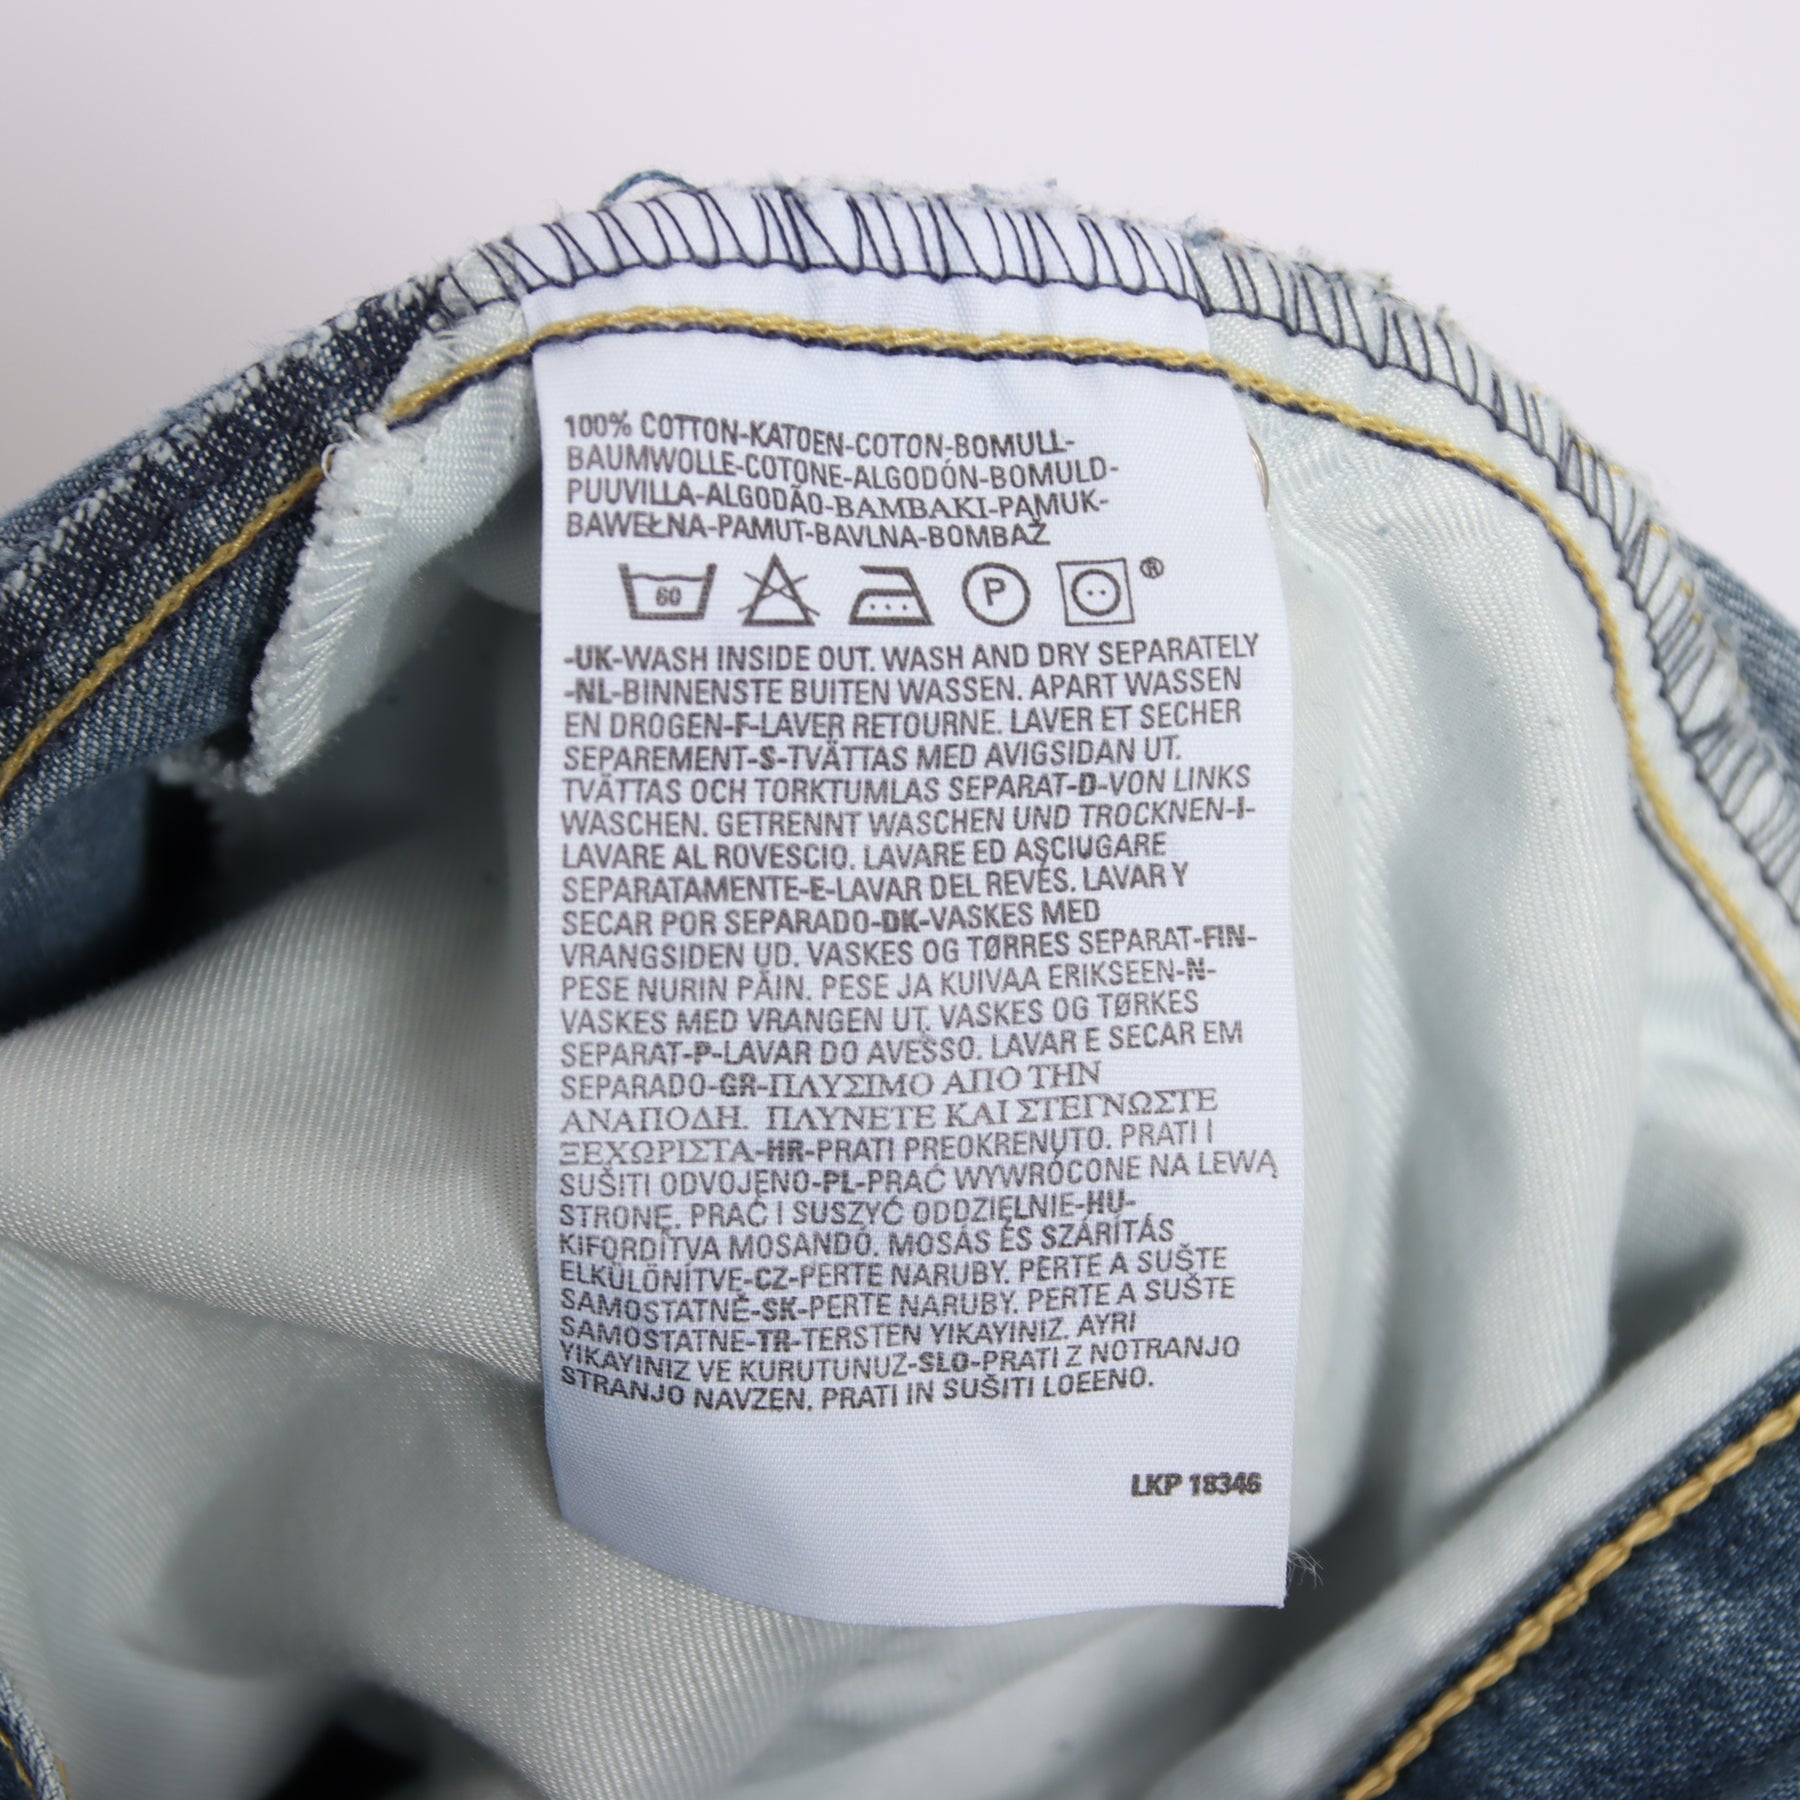 100% COTTON-KATOEN-COTON-BOMULL-
BAUMWOLLE-COTONE-ALGODÓN-BOMULD-
PUUVILLA-ALGODÃO-BAMBAKI-PAMUK-
BAWEŁNA-PAMUT-BAVLNA-BOMBAŽ
60 P ®
-UK-WASH INSIDE OUT. WASH AND DRY SEPARATELY
-NL-BINNENSTE BUITEN WASSEN. APART WASSEN
EN DROGEN-F-LAVER RETOURNE. LAVER ET SECHER
SEPAREMENT-S-TVÄTTAS MED AVIGSIDAN UT.
TVÄTTAS OCH TORKTUMLAS SEPARAT-D-VON LINKS
WASCHEN. GETRENNT WASCHEN UND TROCKNEN-I-
LAVARE AL ROVESCIO. LAVARE ED ASCIUGARE
SEPARATAMENTE-E-LAVAR DEL REVÉS. LAVAR Y
SECAR POR SEPARADO-DK-VASKES MED
VRANGSIDEN UD. VASKES OG TØRRES SEPARAT-FIN-
PESE NURIN PÄIN. PESE JA KUIVAA ERIKSEEN-N-
VASKES MED VRANGEN UT. VASKES OG TØRKES
SEPARAT-P-LAVAR DO AVESSO. LAVAR E SECAR EM
SEPARADO-GR-ΠΛΥΣΙΜΟ ΑΠΟ ΤΗΝ
ΑΝΑΠΟΔΗ. ΠΛΥΝΕΤΕ ΚΑΙ ΣΤΕΓΝΩΣΤΕ
ΞΕΧΩΡΙΣΤΑ-HR-PRATI PREOKRENUTO. PRATI I
SUŠITI ODVOJENO-PL-PRAĆ WYWRÓCONE NA LEWĄ
STRONĘ. PRAĆ I SUSZYĆ ODDZIELNIE-HU-
KIFORDÍTVA MOSANDÓ. MOSÁS ÉS SZÁRÍTÁS
ELKÜLÖNÍTVE-CZ-PERTE NARUBY. PERTE A SUŠTE
SAMOSTATNĚ-SK-PERTE NARUBY. PERTE A SUŠTE
SAMOSTATNE-TR-TERSTEN YIKAYINIZ. AYRI
YIKAYINIZ VE KURUTUNUZ-SLO-PRATI Z NOTRANJO
STRANJO NAVZEN. PRATI IN SUŠITI LOEENO.
LKP 18346